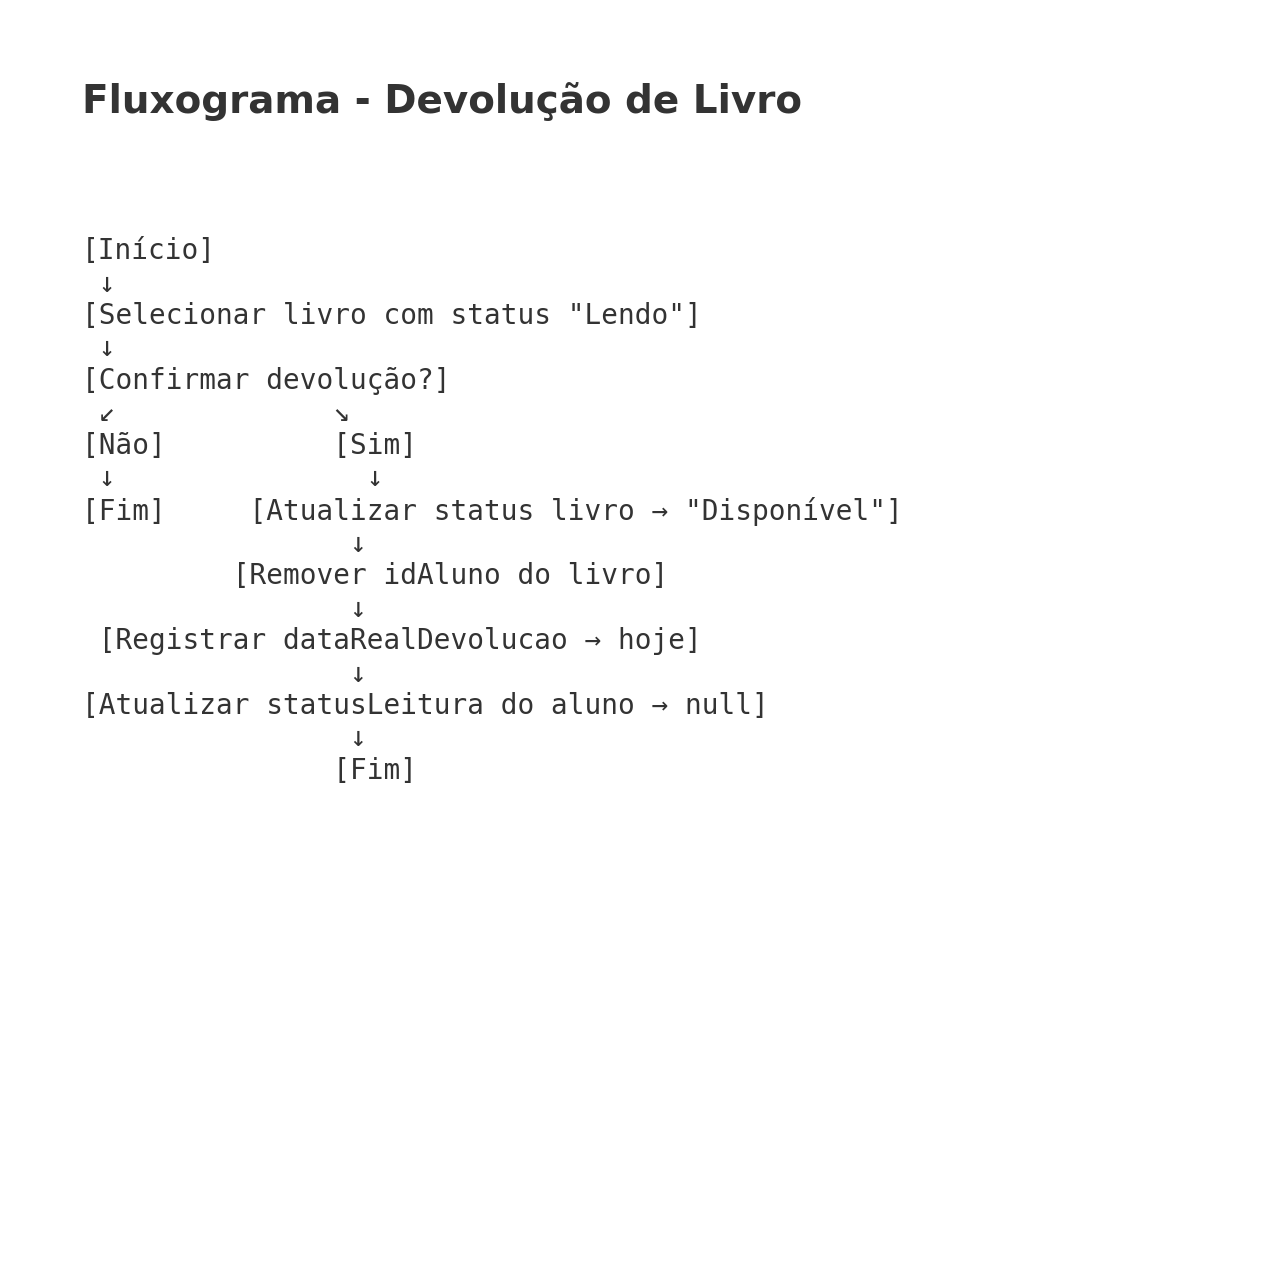 Fluxograma - Devolução de Livro
[Início]
↓
[Selecionar livro com status "Lendo"]
↓
[Confirmar devolução?]
↙ ↘
[Não] [Sim]
↓ ↓
[Fim] [Atualizar status livro → "Disponível"]
↓
[Remover idAluno do livro]
↓
[Registrar dataRealDevolucao → hoje]
↓
[Atualizar statusLeitura do aluno → null]
↓
[Fim]